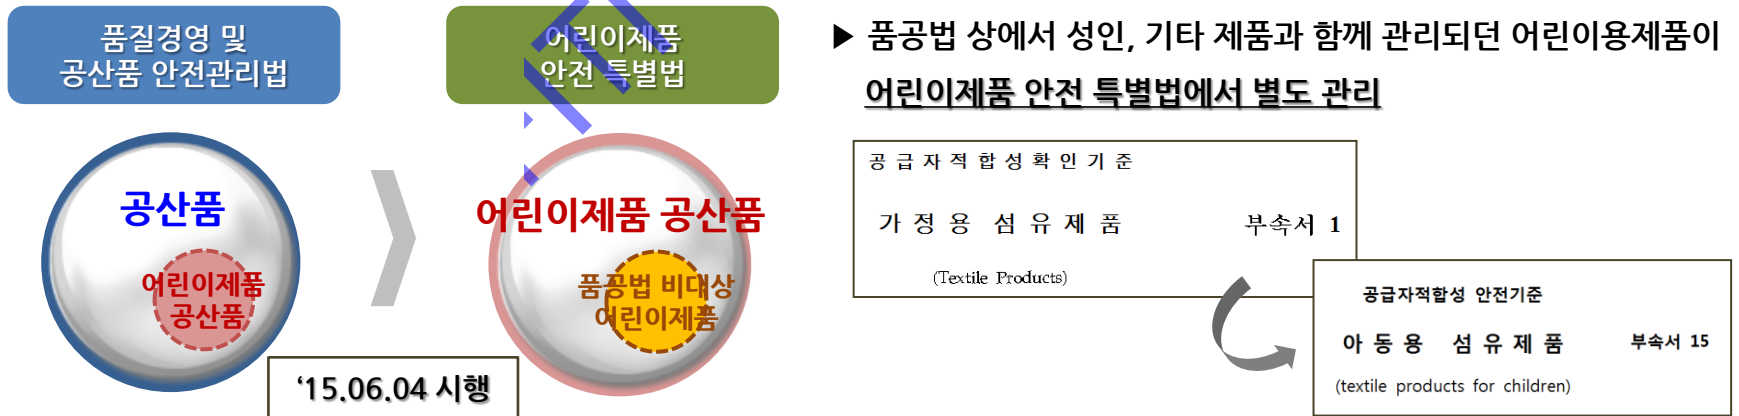 품질경영 및
공산품 안전관리법
어린이제품
안전 특별법
공산품
어린이제품
공산품
어린이제품 공산품
품공법 비대상
어린이제품
‘15.06.04 시행
▶ 품공법 상에서 성인, 기타 제품과 함께 관리되던 어린이용제품이
어린이제품 안전 특별법에서 별도 관리
공급자적합성확인기준
가정용 섬유제품 부속서 1
(Textile Products)
공급자적합성 안전기준
아동용 섬유제품 부속서 15
(textile products for children)